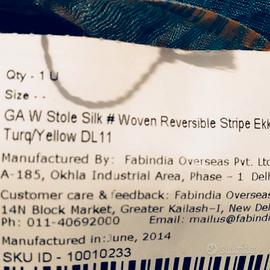 Qty - 1 U
Size - -
GA W Stole Silk # Woven Reversible Stripe Ekk
Turq/Yellow DL11
Manufactured By: Fabindia Overseas Pvt. Ltd
A-185, Okhla Industrial Area, Phase - 1 Delh
Customer care & feedback: Fabindia Overseas
14N Block Market, Greater Kailash-I, New De
Ph: 011-40692000 Email: mailus@fabind
Manufactured in: June, 2014
SKU ID - 10010233